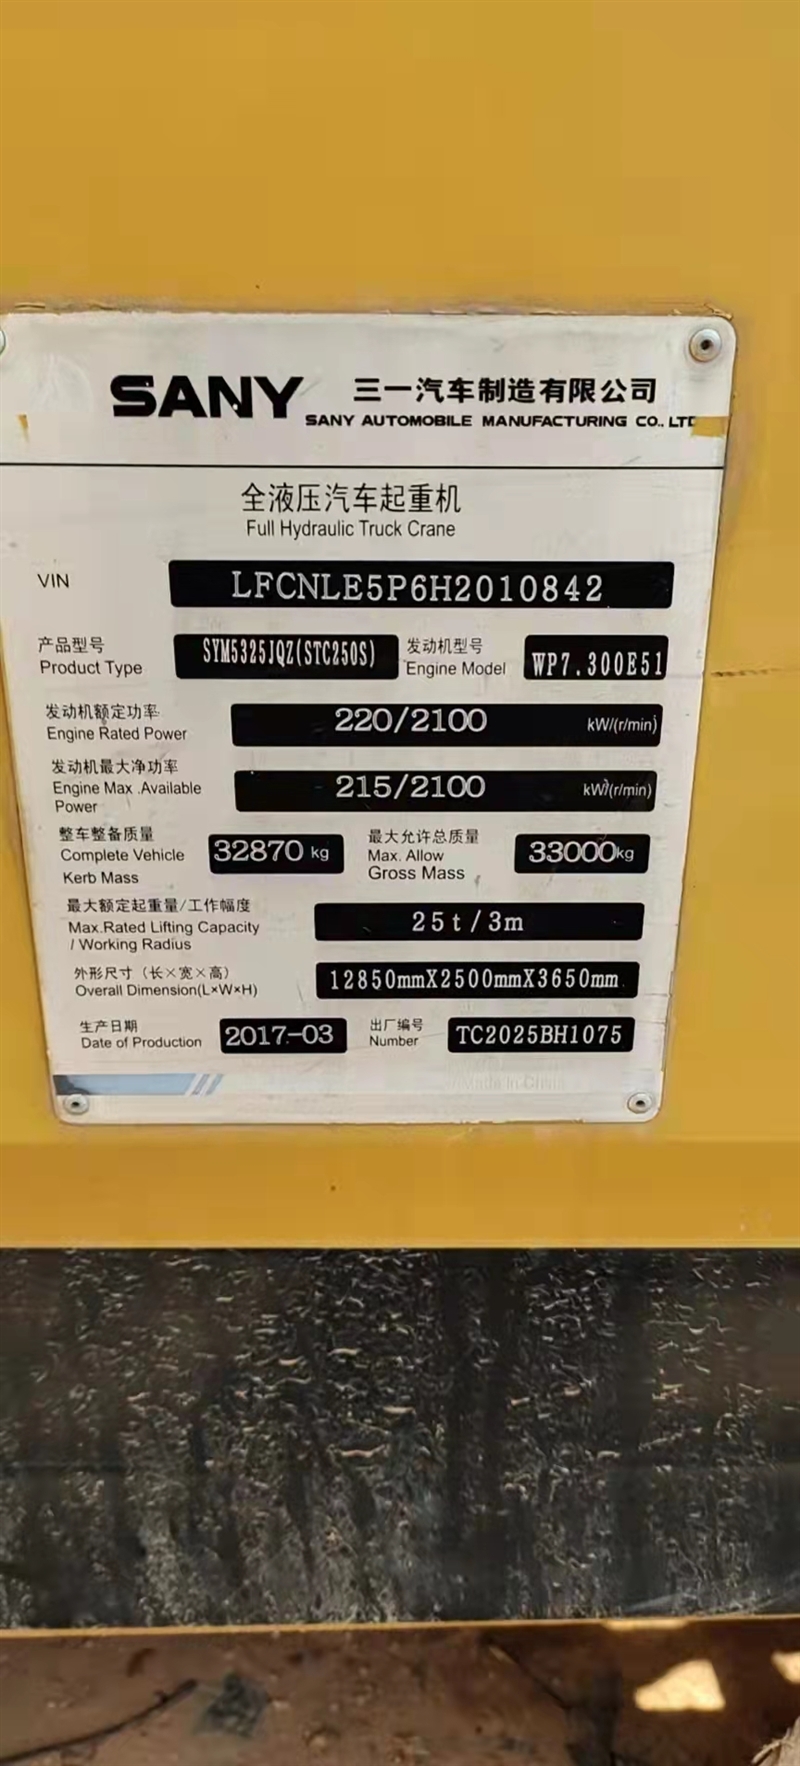 SANY 三一汽车制造有限公司
SANY AUTOMOBILE MANUFACTURING CO., LTD
全液压汽车起重机
Full Hydraulic Truck Crane
VIN LFCNLE5P6H2010842
产品型号 SYM5325JQZ(STC250S) 发动机型号 WP7.300E51
Product Type Engine Model
发动机额定功率 220/2100 kW/(r/min)
Engine Rated Power
发动机最大净功率 215/2100 kW/(r/min)
Engine Max .Available
Power
整车整备质量 32870 kg 最大允许总质量 33000kg
Complete Vehicle Max. Allow
Kerb Mass Gross Mass
最大额定起重量/工作幅度 25t/3m
Max.Rated Lifting Capacity
/ Working Radius
外形尺寸（长×宽×高） 12850mmX2500mmX3650mm
Overall Dimension(L×W×H)
生产日期 2017-03 出厂编号 TC2025BH1075
Date of Production Number
Made in China